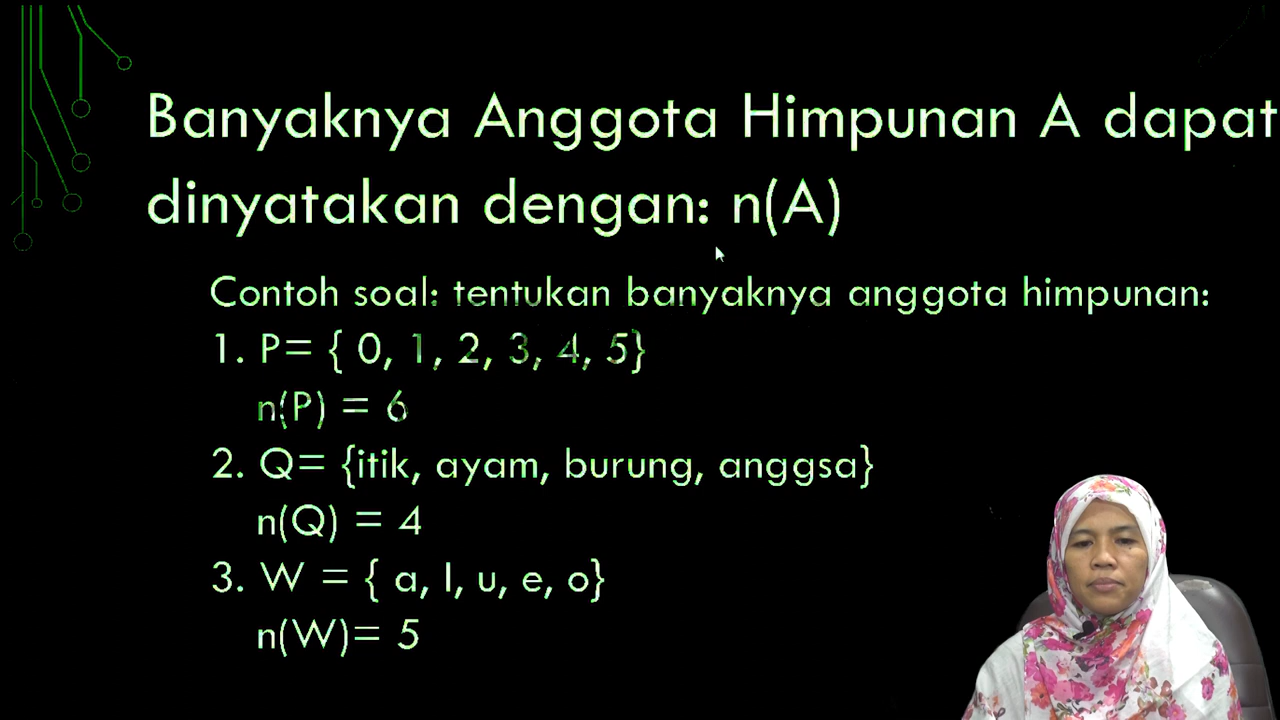 Banyaknya Anggota Himpunan A dapat
dinyatakan dengan: n(A)
Contoh soal: tentukan banyaknya anggota himpunan:
1. P= { 0, 1, 2, 3, 4, 5}
n(P) = 6
2. Q= {itik, ayam, burung, anggsa}
n(Q) = 4
3. W = { a, I, u, e, o}
n(W)= 5